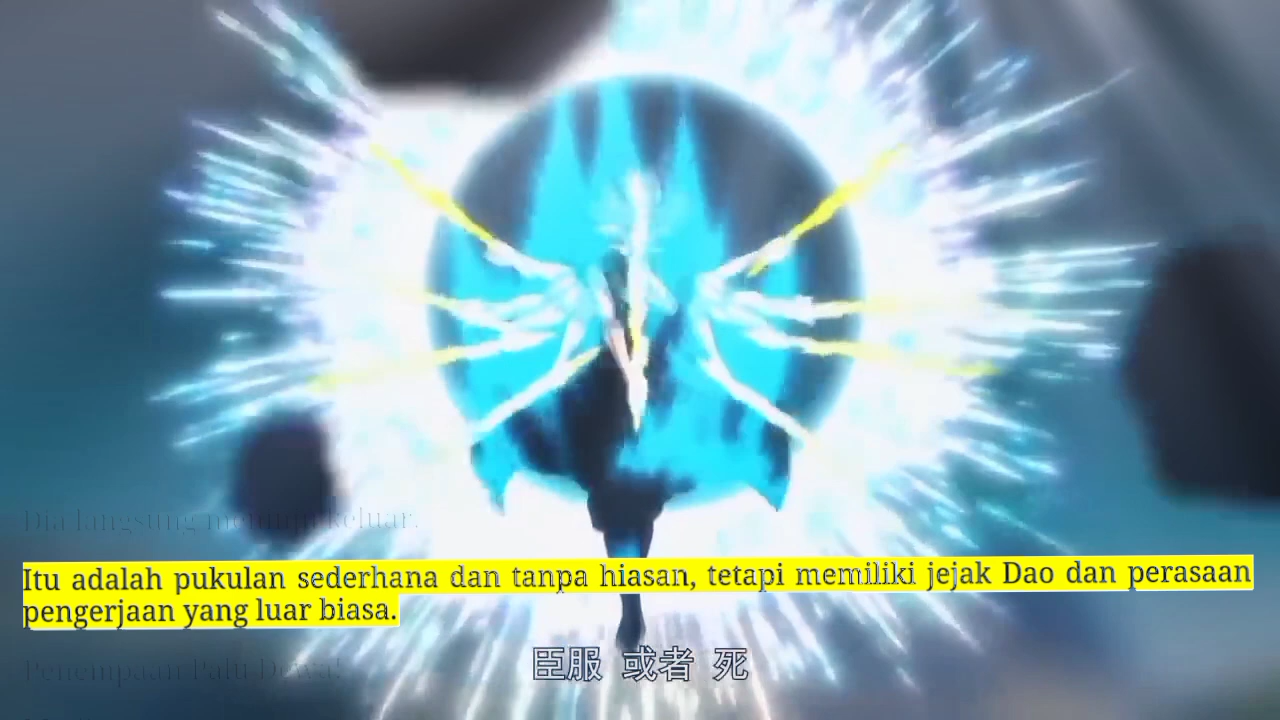 Dia langsung meninju keluar.
Itu adalah pukulan sederhana dan tanpa hiasan, tetapi memiliki jejak Dao dan perasaan
pengerjaan yang luar biasa.
Penempaan Palu Dewa!
臣服 或者 死